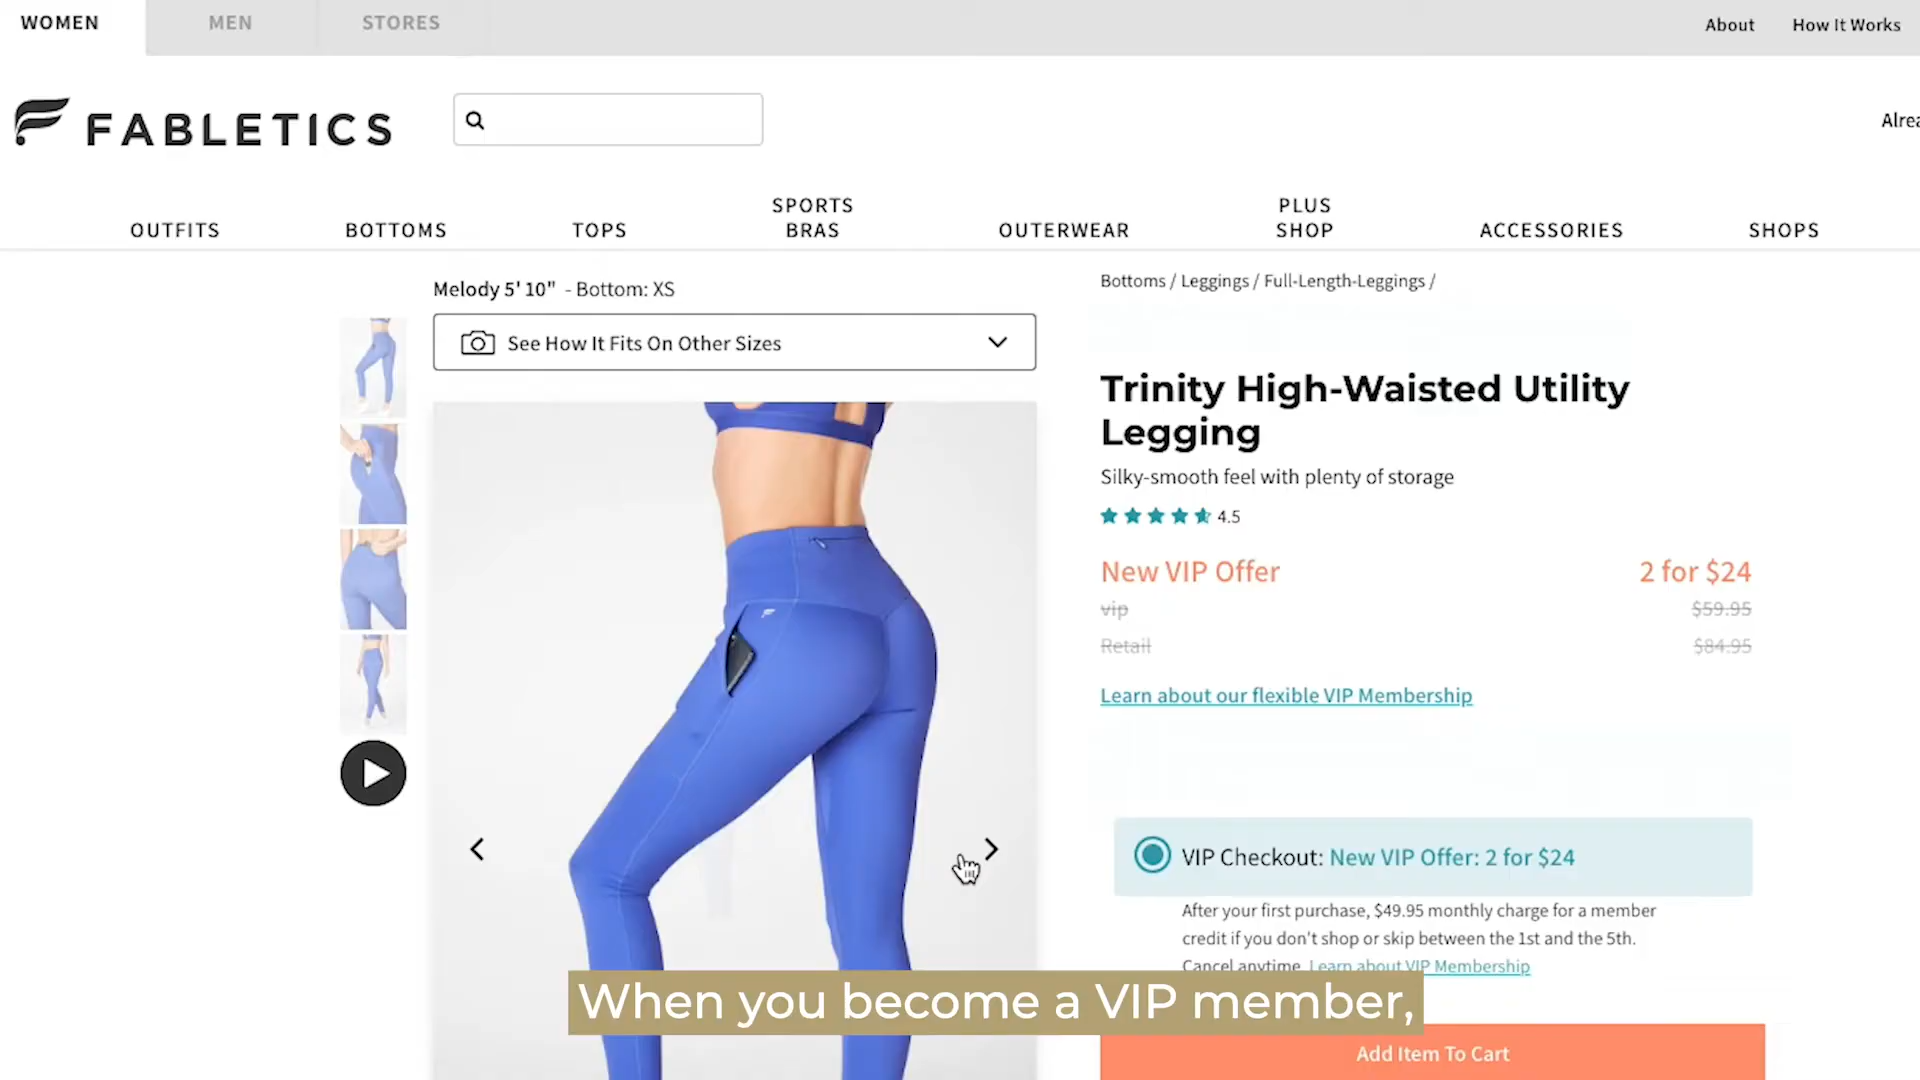 WOMEN
MEN
STORES
About
How It Works
FABLETICS
Alrea
OUTFITS
BOTTOMS
TOPS
SPORTS
BRAS
OUTERWEAR
PLUS
SHOP
ACCESSORIES
SHOPS
Melody 5' 10" - Bottom: XS
See How It Fits On Other Sizes
Bottoms / Leggings / Full-Length-Leggings /
Trinity High-Waisted Utility
Legging
Silky-smooth feel with plenty of storage
4.5
New VIP Offer 2 for $24
vip $59.95
Retail $84.95
Learn about our flexible VIP Membership
VIP Checkout: New VIP Offer: 2 for $24
After your first purchase, $49.95 monthly charge for a member
credit if you don't shop or skip between the 1st and the 5th.
Cancel anytime. Learn about VIP Membership
When you become a VIP member,
Add Item To Cart